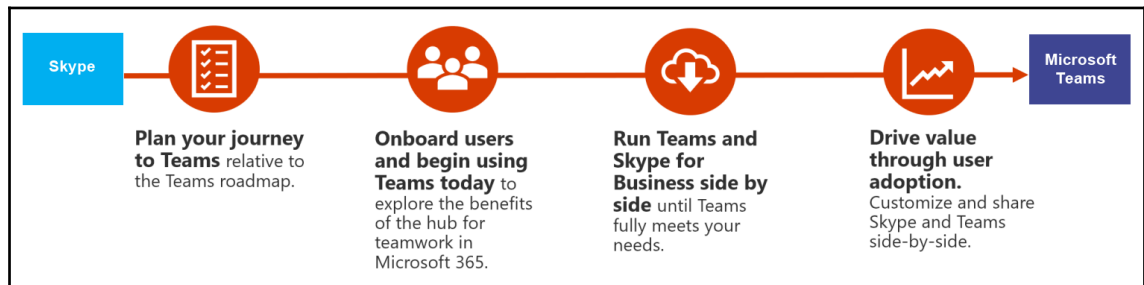 Skype
Plan your journey
to Teams relative to
the Teams roadmap.
Onboard users
and begin using
Teams today to
explore the benefits
of the hub for
teamwork in
Microsoft 365.
Run Teams and
Skype for
Business side by
side until Teams
fully meets your
needs.
Drive value
through user
adoption.
Customize and share
Skype and Teams
side-by-side.
Microsoft
Teams